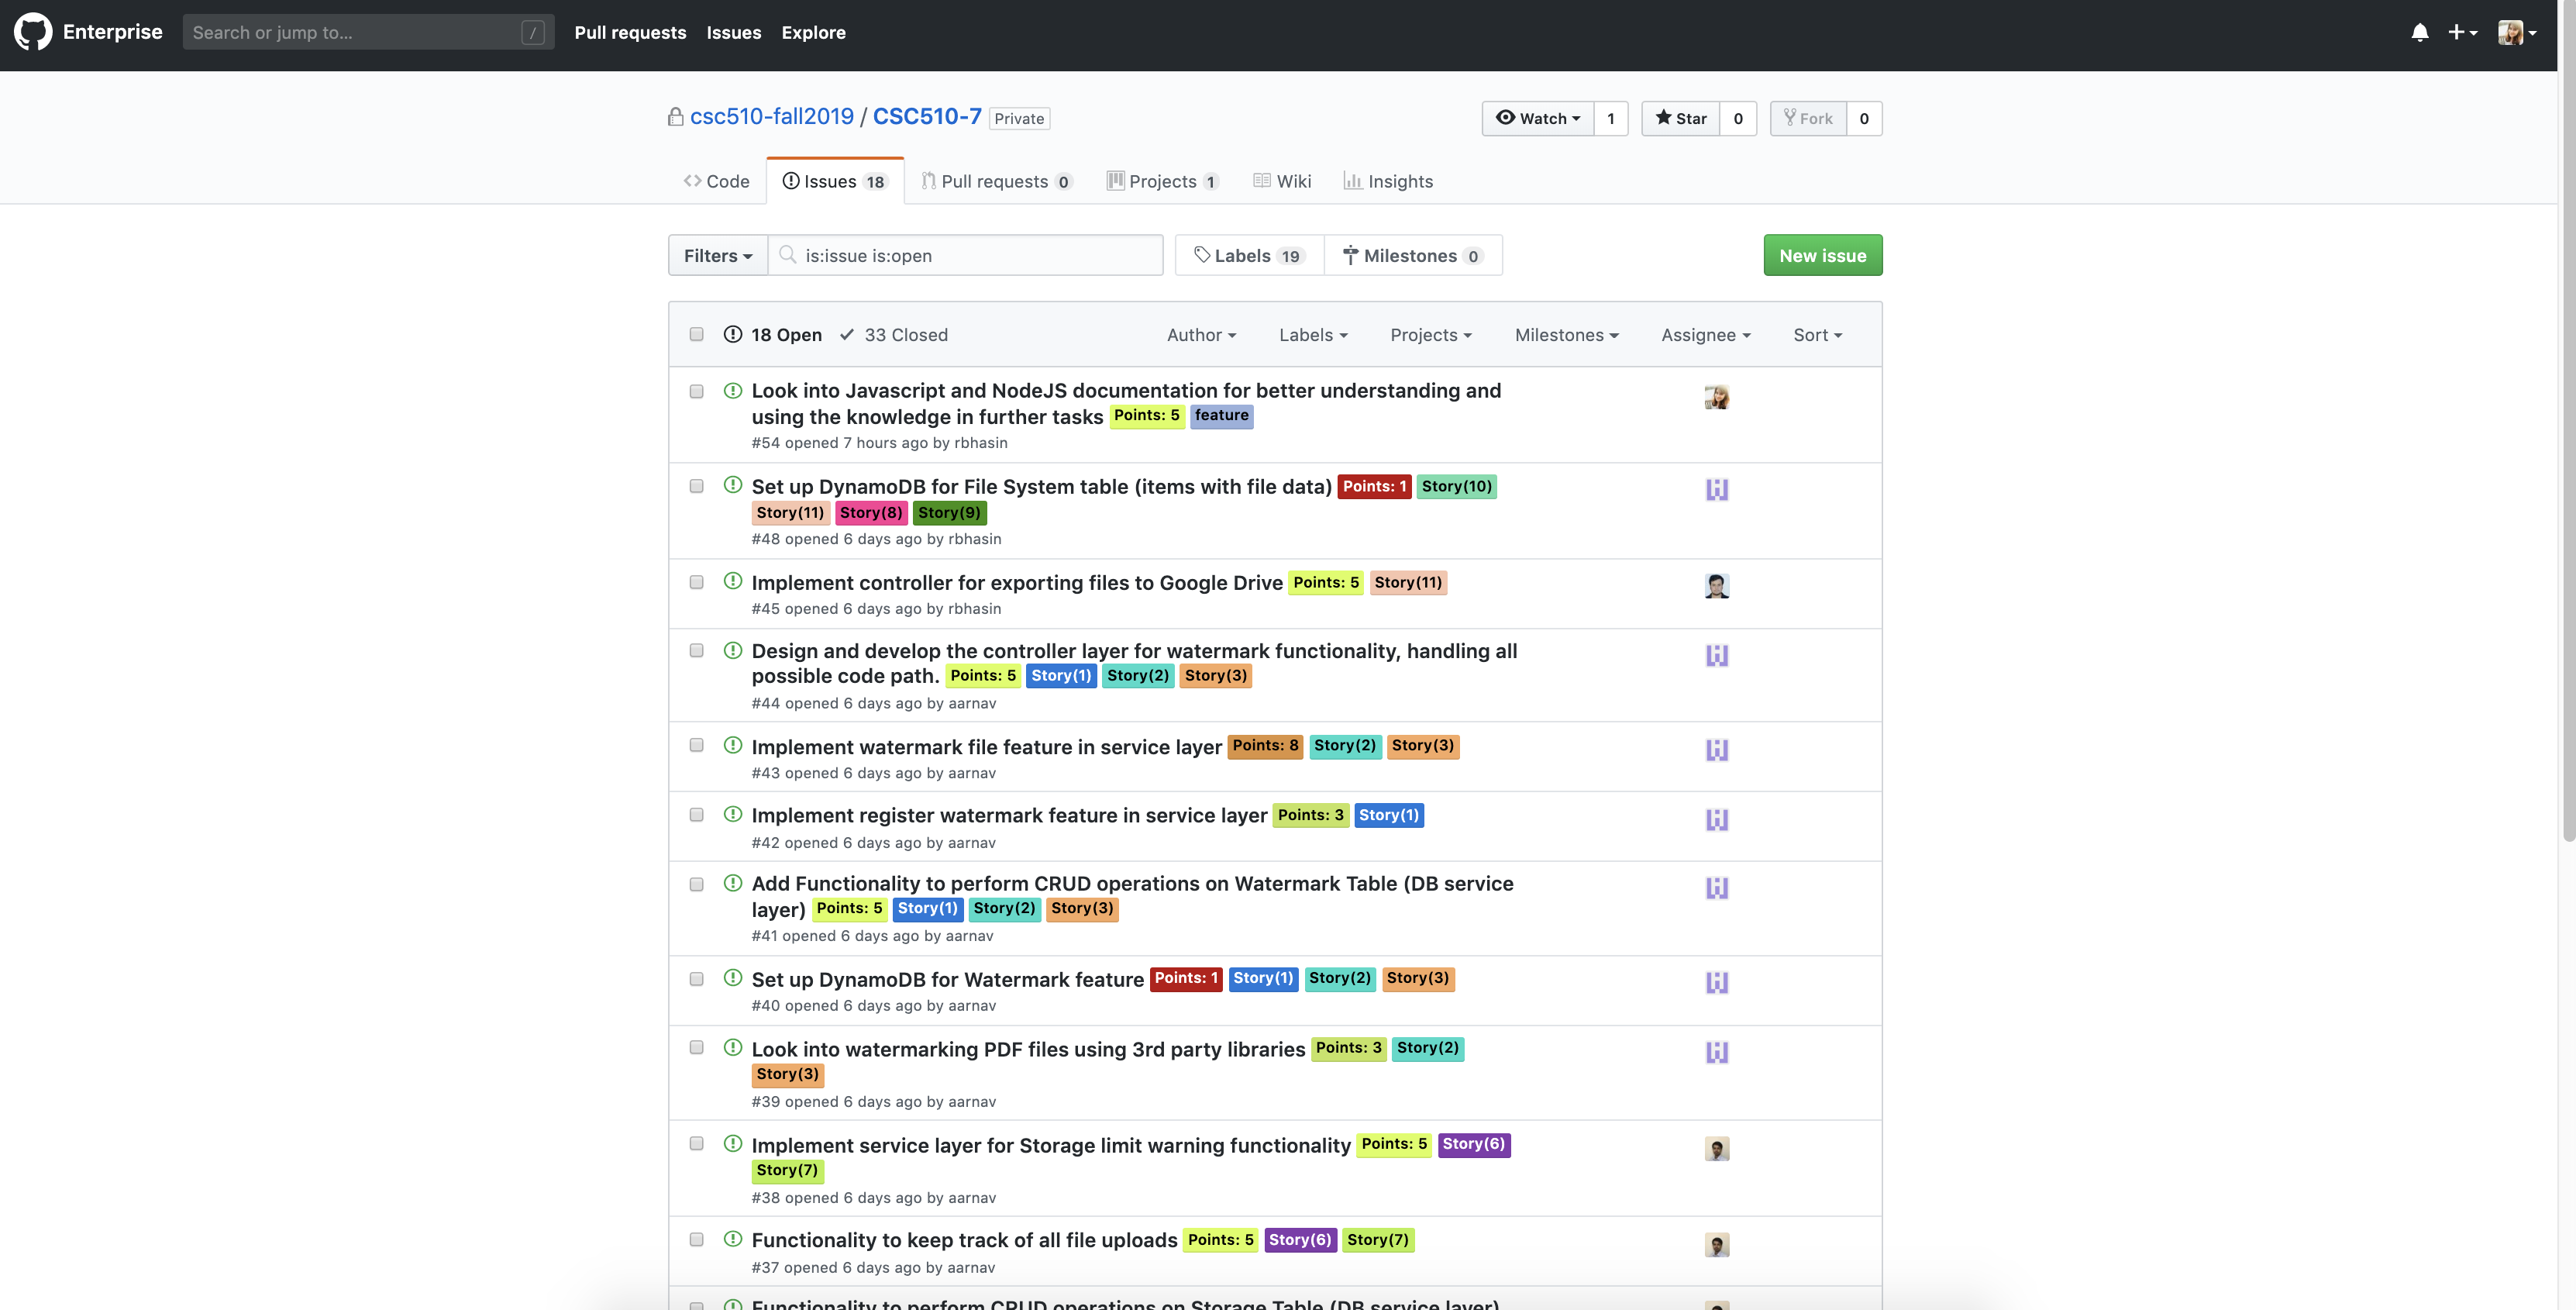 Enterprise Search or jump to... / Pull requests Issues Explore
csc510-fall2019 / CSC510-7 Private Watch 1 Star 0 Fork 0
Code Issues 18 Pull requests 0 Projects 1 Wiki Insights
Filters is:issue is:open Labels 19 Milestones 0 New issue
18 Open 33 Closed Author Labels Projects Milestones Assignee Sort
Look into Javascript and NodeJS documentation for better understanding and
using the knowledge in further tasks Points: 5 feature
#54 opened 7 hours ago by rbhasin
Set up DynamoDB for File System table (items with file data) Points: 1 Story(10)
Story(11) Story(8) Story(9)
#48 opened 6 days ago by rbhasin
Implement controller for exporting files to Google Drive Points: 5 Story(11)
#45 opened 6 days ago by rbhasin
Design and develop the controller layer for watermark functionality, handling all
possible code path. Points: 5 Story(1) Story(2) Story(3)
#44 opened 6 days ago by aarnav
Implement watermark file feature in service layer Points: 8 Story(2) Story(3)
#43 opened 6 days ago by aarnav
Implement register watermark feature in service layer Points: 3 Story(1)
#42 opened 6 days ago by aarnav
Add Functionality to perform CRUD operations on Watermark Table (DB service
layer) Points: 5 Story(1) Story(2) Story(3)
#41 opened 6 days ago by aarnav
Set up DynamoDB for Watermark feature Points: 1 Story(1) Story(2) Story(3)
#40 opened 6 days ago by aarnav
Look into watermarking PDF files using 3rd party libraries Points: 3 Story(2)
Story(3)
#39 opened 6 days ago by aarnav
Implement service layer for Storage limit warning functionality Points: 5 Story(6)
Story(7)
#38 opened 6 days ago by aarnav
Functionality to keep track of all file uploads Points: 5 Story(6) Story(7)
#37 opened 6 days ago by aarnav
Functionality to perform CRUD operations on Storage Table (DB service layer)